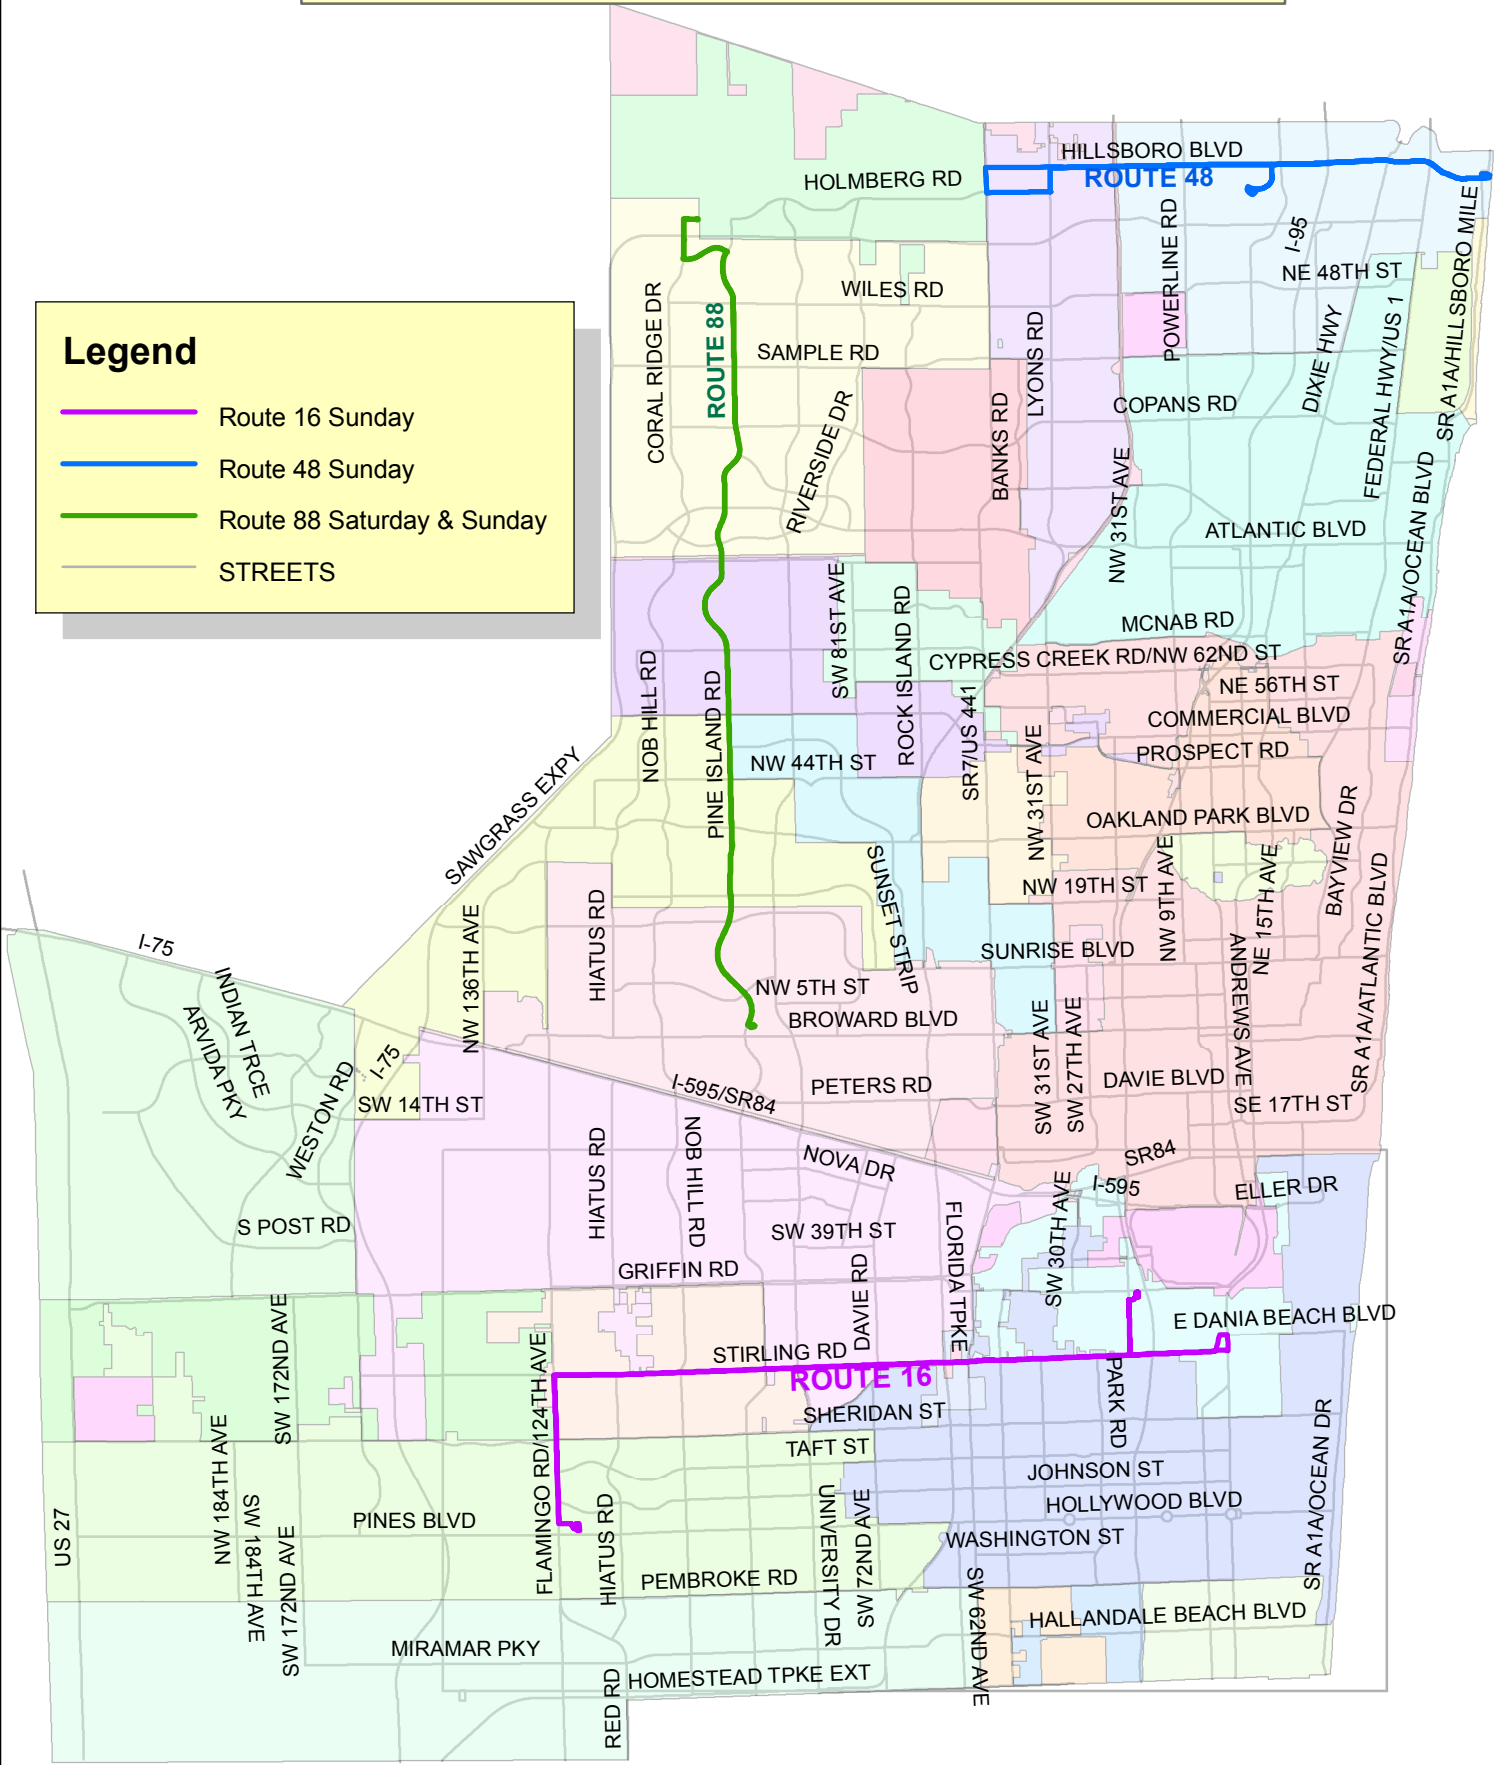 HILLSBORO BLVD
ROUTE 48
HOLMBERG RD
POWERLINE RD
I-95
SR A1A/HILLSBORO MILE
NE 48TH ST
WILES RD
CORAL RIDGE DR
ROUTE 88
Legend
Route 16 Sunday
Route 48 Sunday
Route 88 Saturday & Sunday
STREETS
SAMPLE RD
LYONS RD
DIXIE HWY
FEDERAL HWY/US 1
COPANS RD
RIVERSIDE DR
BANKS RD
NW 31ST AVE
ATLANTIC BLVD
SR A1A/OCEAN BLVD
SW 81ST AVE
ROCK ISLAND RD
MCNAB RD
CYPRESS CREEK RD/NW 62ND ST
NE 56TH ST
NOB HILL RD
PINE ISLAND RD
SR7/US 441
COMMERCIAL BLVD
PROSPECT RD
NW 44TH ST
NW 31ST AVE
SAWGRASS EXPY
OAKLAND PARK BLVD
BAYVIEW DR
SUNSET STRIP
NW 19TH ST
NW 9TH AVE
NE 15TH AVE
SR A1A/ATLANTIC BLVD
I-75
NW 136TH AVE
HIATUS RD
SUNRISE BLVD
ANDREWS AVE
INDIAN TRCE
ARVIDA PKY
NW 5TH ST
BROWARD BLVD
SW 31ST AVE
SW 27TH AVE
I-75
WESTON RD
I-595/SR84
PETERS RD
DAVIE BLVD
SW 14TH ST
SE 17TH ST
HIATUS RD
NOB HILL RD
NOVA DR
SR84
I-595
ELLER DR
S POST RD
SW 39TH ST
FLORIDA TPKE
SW 30TH AVE
GRIFFIN RD
DAVIE RD
SW 172ND AVE
E DANIA BEACH BLVD
STIRLING RD
ROUTE 16
FLAMINGO RD/124TH AVE
PARK RD
SHERIDAN ST
TAFT ST
NW 184TH AVE
JOHNSON ST
HOLLYWOOD BLVD
SR A1A/OCEAN DR
US 27
SW 184TH AVE
SW 172ND AVE
PINES BLVD
HIATUS RD
UNIVERSITY DR
SW 72ND AVE
WASHINGTON ST
PEMBROKE RD
SW 62ND AVE
HALLANDALE BEACH BLVD
MIRAMAR PKY
RED RD
HOMESTEAD TPKE EXT